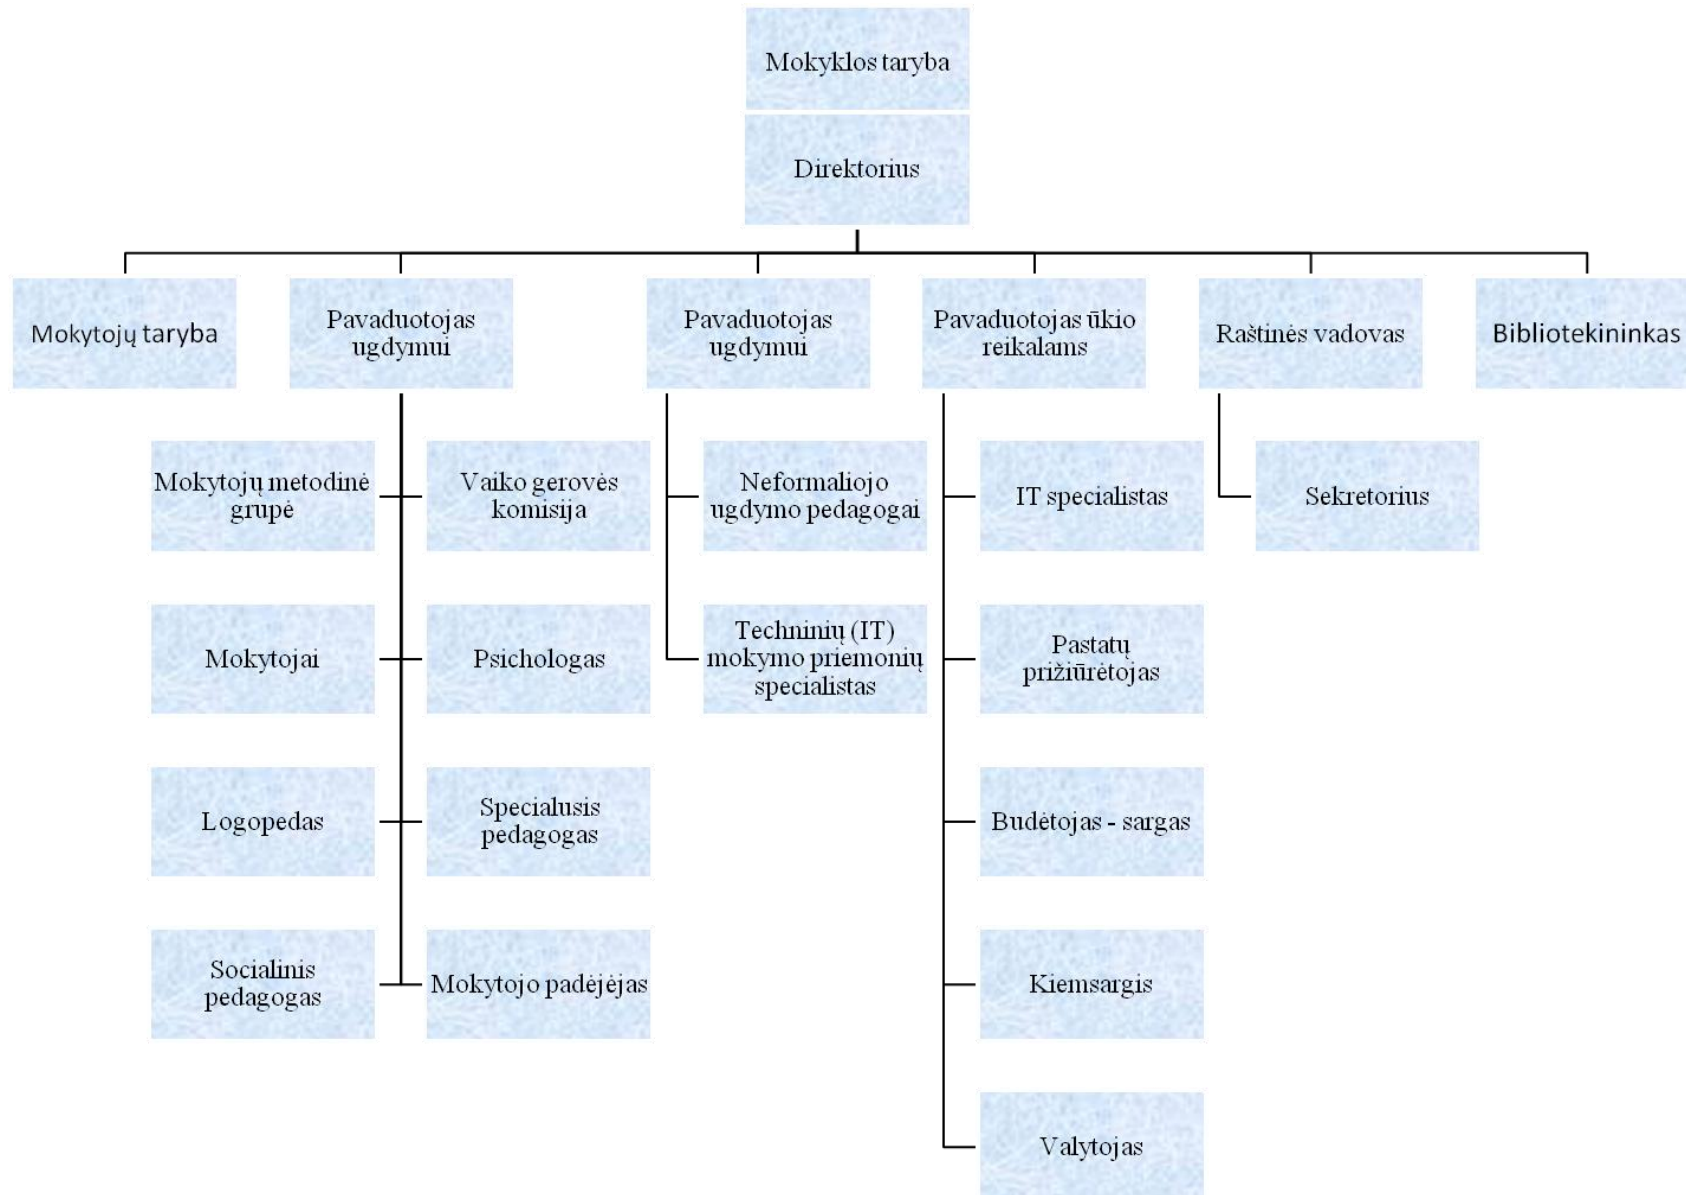 Mokyklos taryba
Direktorius
Mokytojų taryba
Pavaduotojas
ugdymui
Pavaduotojas
ugdymui
Pavaduotojas ūkio
reikalams
Raštinės vadovas
Bibliotekininkas
Mokytojų metodinė
grupė
Vaiko gerovės
komisija
Neformaliojo
ugdymo pedagogai
IT specialistas
Sekretorius
Mokytojai
Psichologas
Techninių (IT)
mokymo priemonių
specialistas
Pastatų
prižiūrėtojas
Logopedas
Specialusis
pedagogas
Budėtojas - sargas
Socialinis
pedagogas
Mokytojo padėjėjas
Kiemsargis
Valytojas